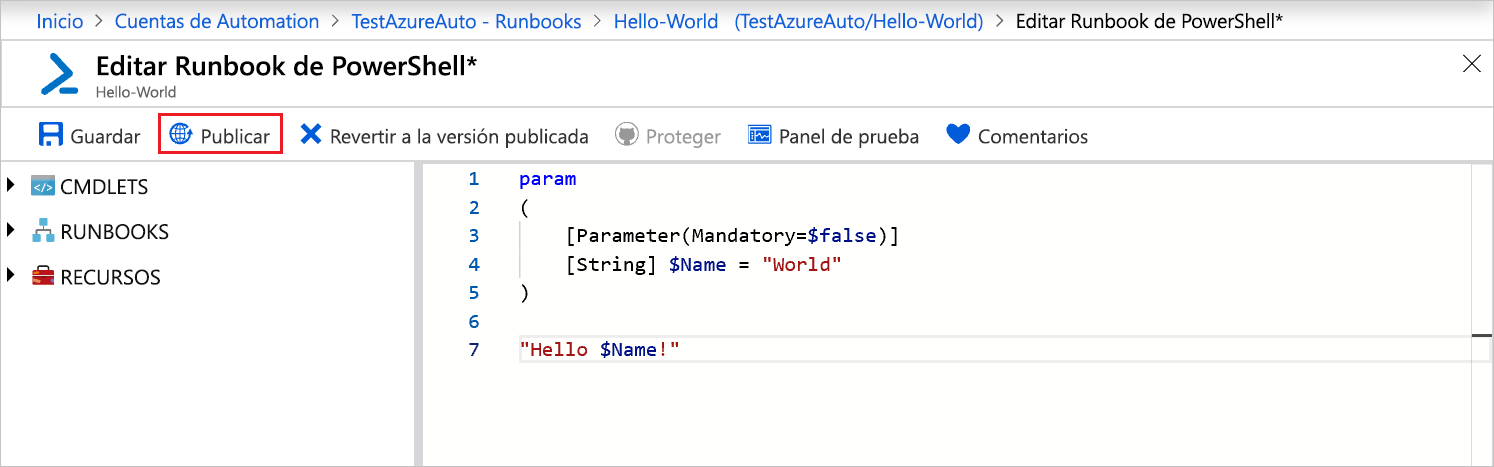 Inicio > Cuentas de Automation > TestAzureAuto - Runbooks > Hello-World (TestAzureAuto/Hello-World) > Editar Runbook de PowerShell*
Editar Runbook de PowerShell*
Hello-World
Guardar Publicar Revertir a la versión publicada Proteger Panel de prueba Comentarios
CMDLETS
RUNBOOKS
RECURSOS
1 param
2 (
3 [Parameter(Mandatory=$false)]
4 [String] $Name = "World"
5 )
6
7 "Hello $Name!"